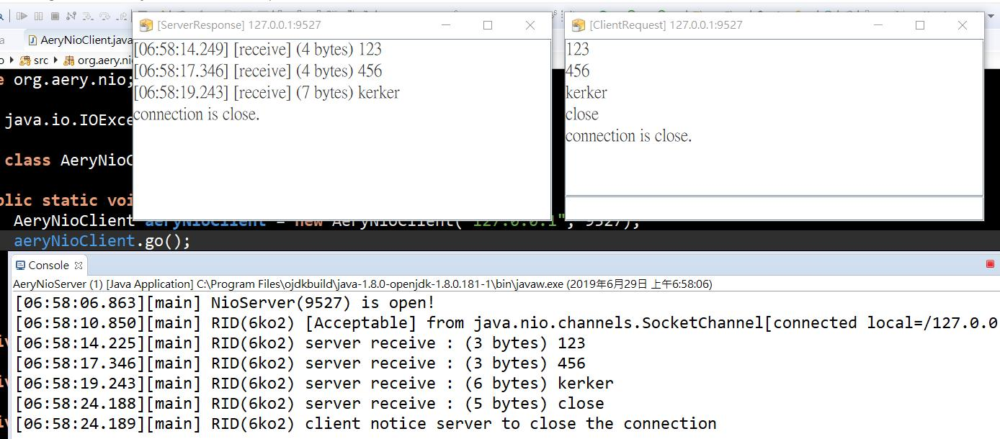 [ServerResponse] 127.0.0.1:9527
[06:58:14.249] [receive] (4 bytes) 123
[06:58:17.346] [receive] (4 bytes) 456
[06:58:19.243] [receive] (7 bytes) kerker
connection is close.
[ClientRequest] 127.0.0.1:9527
123
456
kerker
close
connection is close.
AeryNioClient.java
src org.aery.ni
org.aery.nio;
java.io.IOExce
class AeryNioC
static voi
AeryNioClient aeryNioClient = new AeryNioClient("127.0.0.1", 9527);
aeryNioClient.go();
Console
AeryNioServer (1) [Java Application] C:\Program Files\ojdkbuild\java-1.8.0-openjdk-1.8.0.181-1\bin\javaw.exe (2019年6月29日 上午6:58:06)
[06:58:06.863][main] NioServer(9527) is open!
[06:58:10.850][main] RID(6ko2) [Acceptable] from java.nio.channels.SocketChannel[connected local=/127.0.0
[06:58:14.225][main] RID(6ko2) server receive : (3 bytes) 123
[06:58:17.346][main] RID(6ko2) server receive : (3 bytes) 456
[06:58:19.243][main] RID(6ko2) server receive : (6 bytes) kerker
[06:58:24.188][main] RID(6ko2) server receive : (5 bytes) close
[06:58:24.189][main] RID(6ko2) client notice server to close the connection